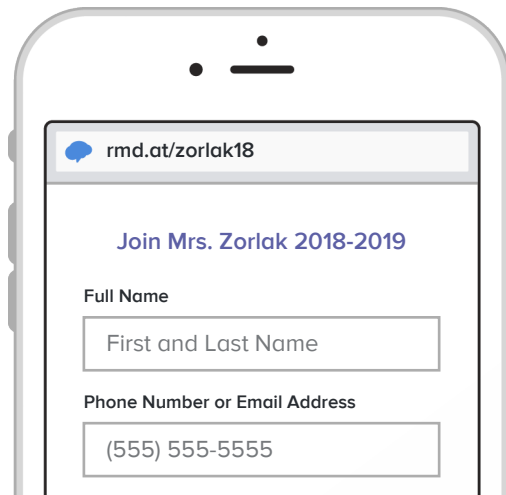 rmd.at/zorlak18
Join Mrs. Zorlak 2018-2019
Full Name
First and Last Name
Phone Number or Email Address
(555) 555-5555